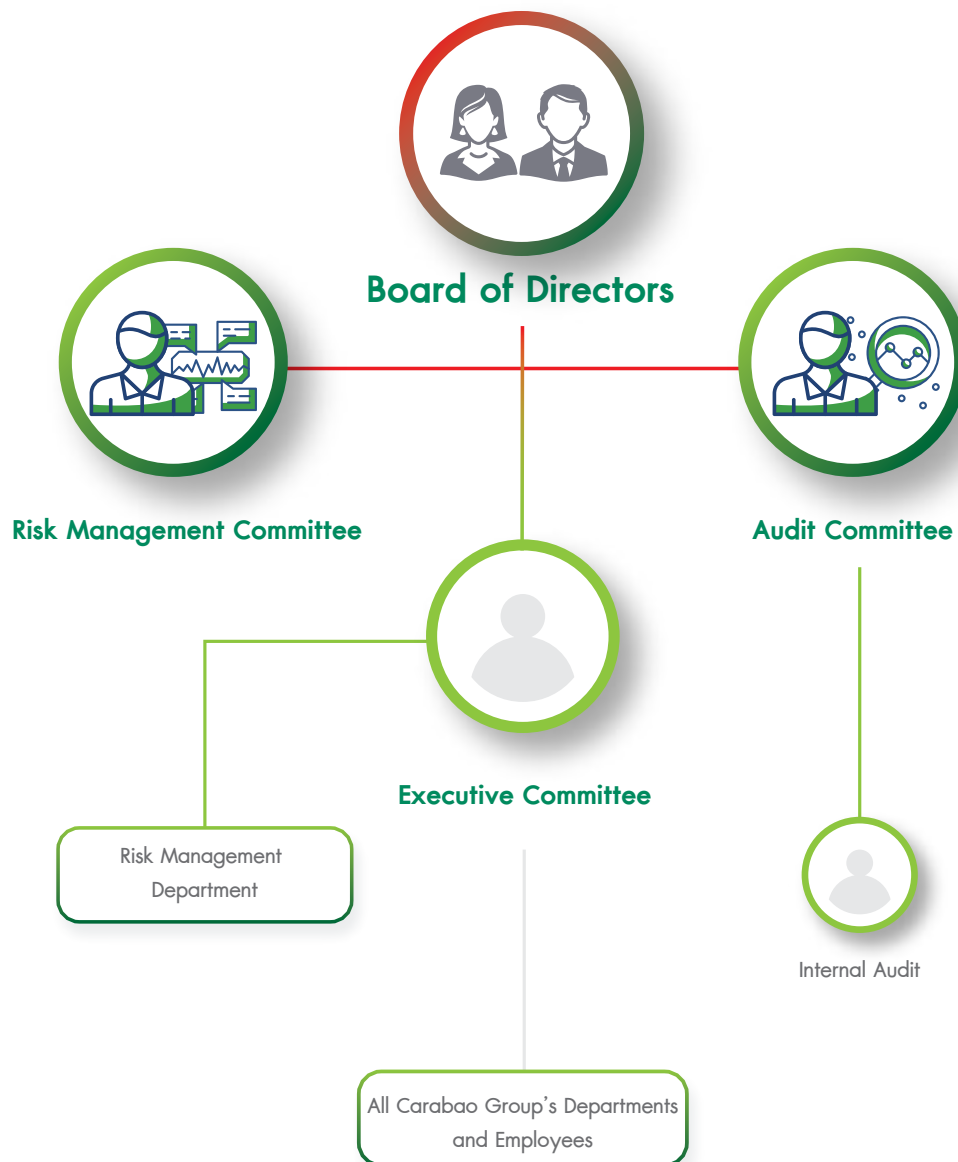 Board of Directors
Risk Management Committee
Audit Committee
Executive Committee
Risk Management
Department
Internal Audit
All Carabao Group’s Departments
and Employees